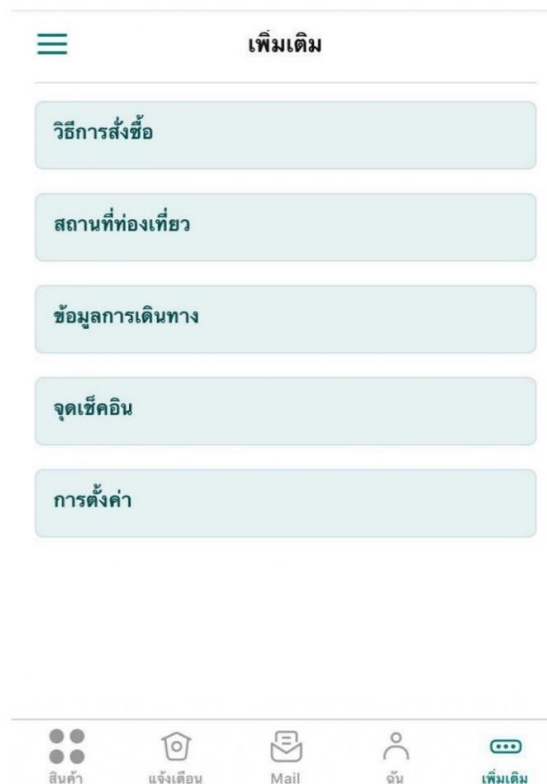 เพิ่มเติม
วิธีการสั่งซื้อ
สถานที่ท่องเที่ยว
ข้อมูลการเดินทาง
จุดเช็คอิน
การตั้งค่า
สินค้า แจ้งเตือน Mail ฉัน เพิ่มเติม